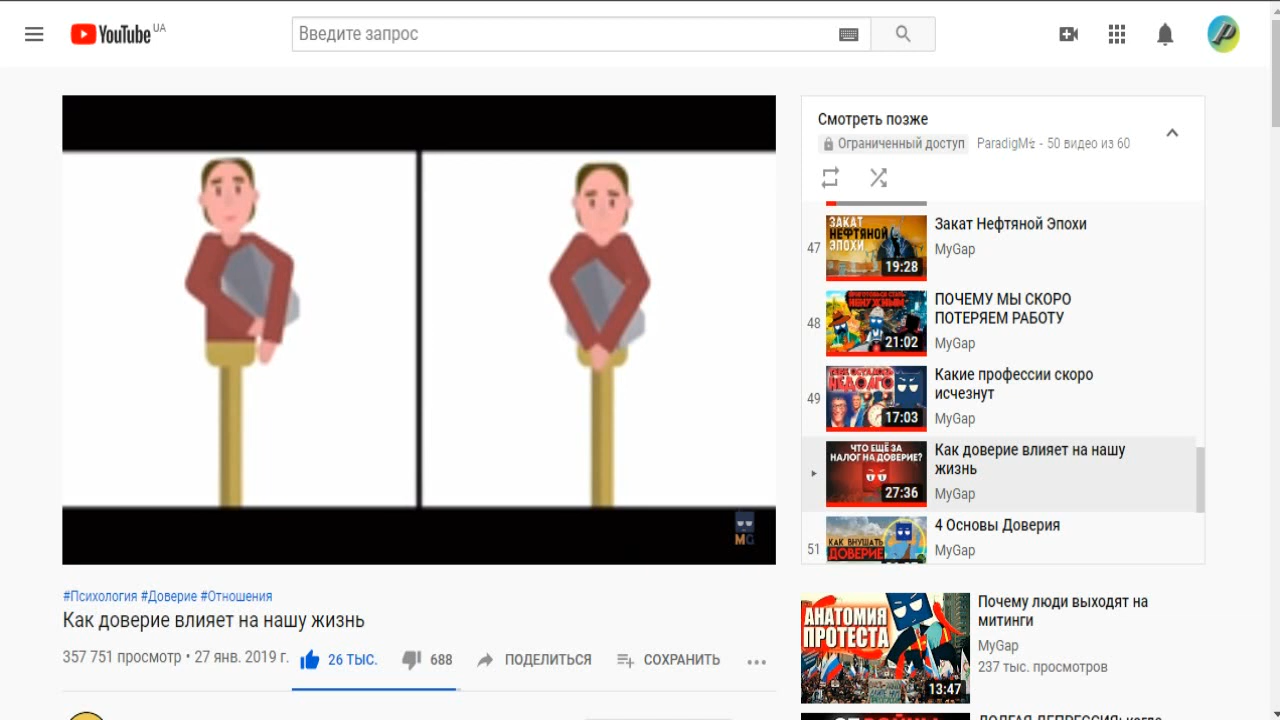 YouTube UA
Введите запрос
Смотреть позже
Ограниченный доступ
50 видео из 60
47
ЗАКАТ
НЕФТЯНОЙ
ЭПОХИ
19:28
Закат Нефтяной Эпохи
MyGap
48
НЕНУЖНЫМ
21:02
ПОЧЕМУ МЫ СКОРО
ПОТЕРЯЕМ РАБОТУ
MyGap
49
НЕДОЛГО
17:03
Какие профессии скоро
исчезнут
MyGap
ЧТО ЕЩЁ ЗА
НАЛОГ НА ДОВЕРИЕ?
27:36
Как доверие влияет на нашу
жизнь
MyGap
51
КАК ВНУШАТЬ
ДОВЕРИЕ
4 Основы Доверия
MyGap
MG
#Психология #Доверие #Отношения
Как доверие влияет на нашу жизнь
357 751 просмотр • 27 янв. 2019 г.
26 ТЫС.
688
ПОДЕЛИТЬСЯ
СОХРАНИТЬ
АНАТОМИЯ
ПРОТЕСТА
13:47
Почему люди выходят на
митинги
MyGap
237 тыс. просмотров